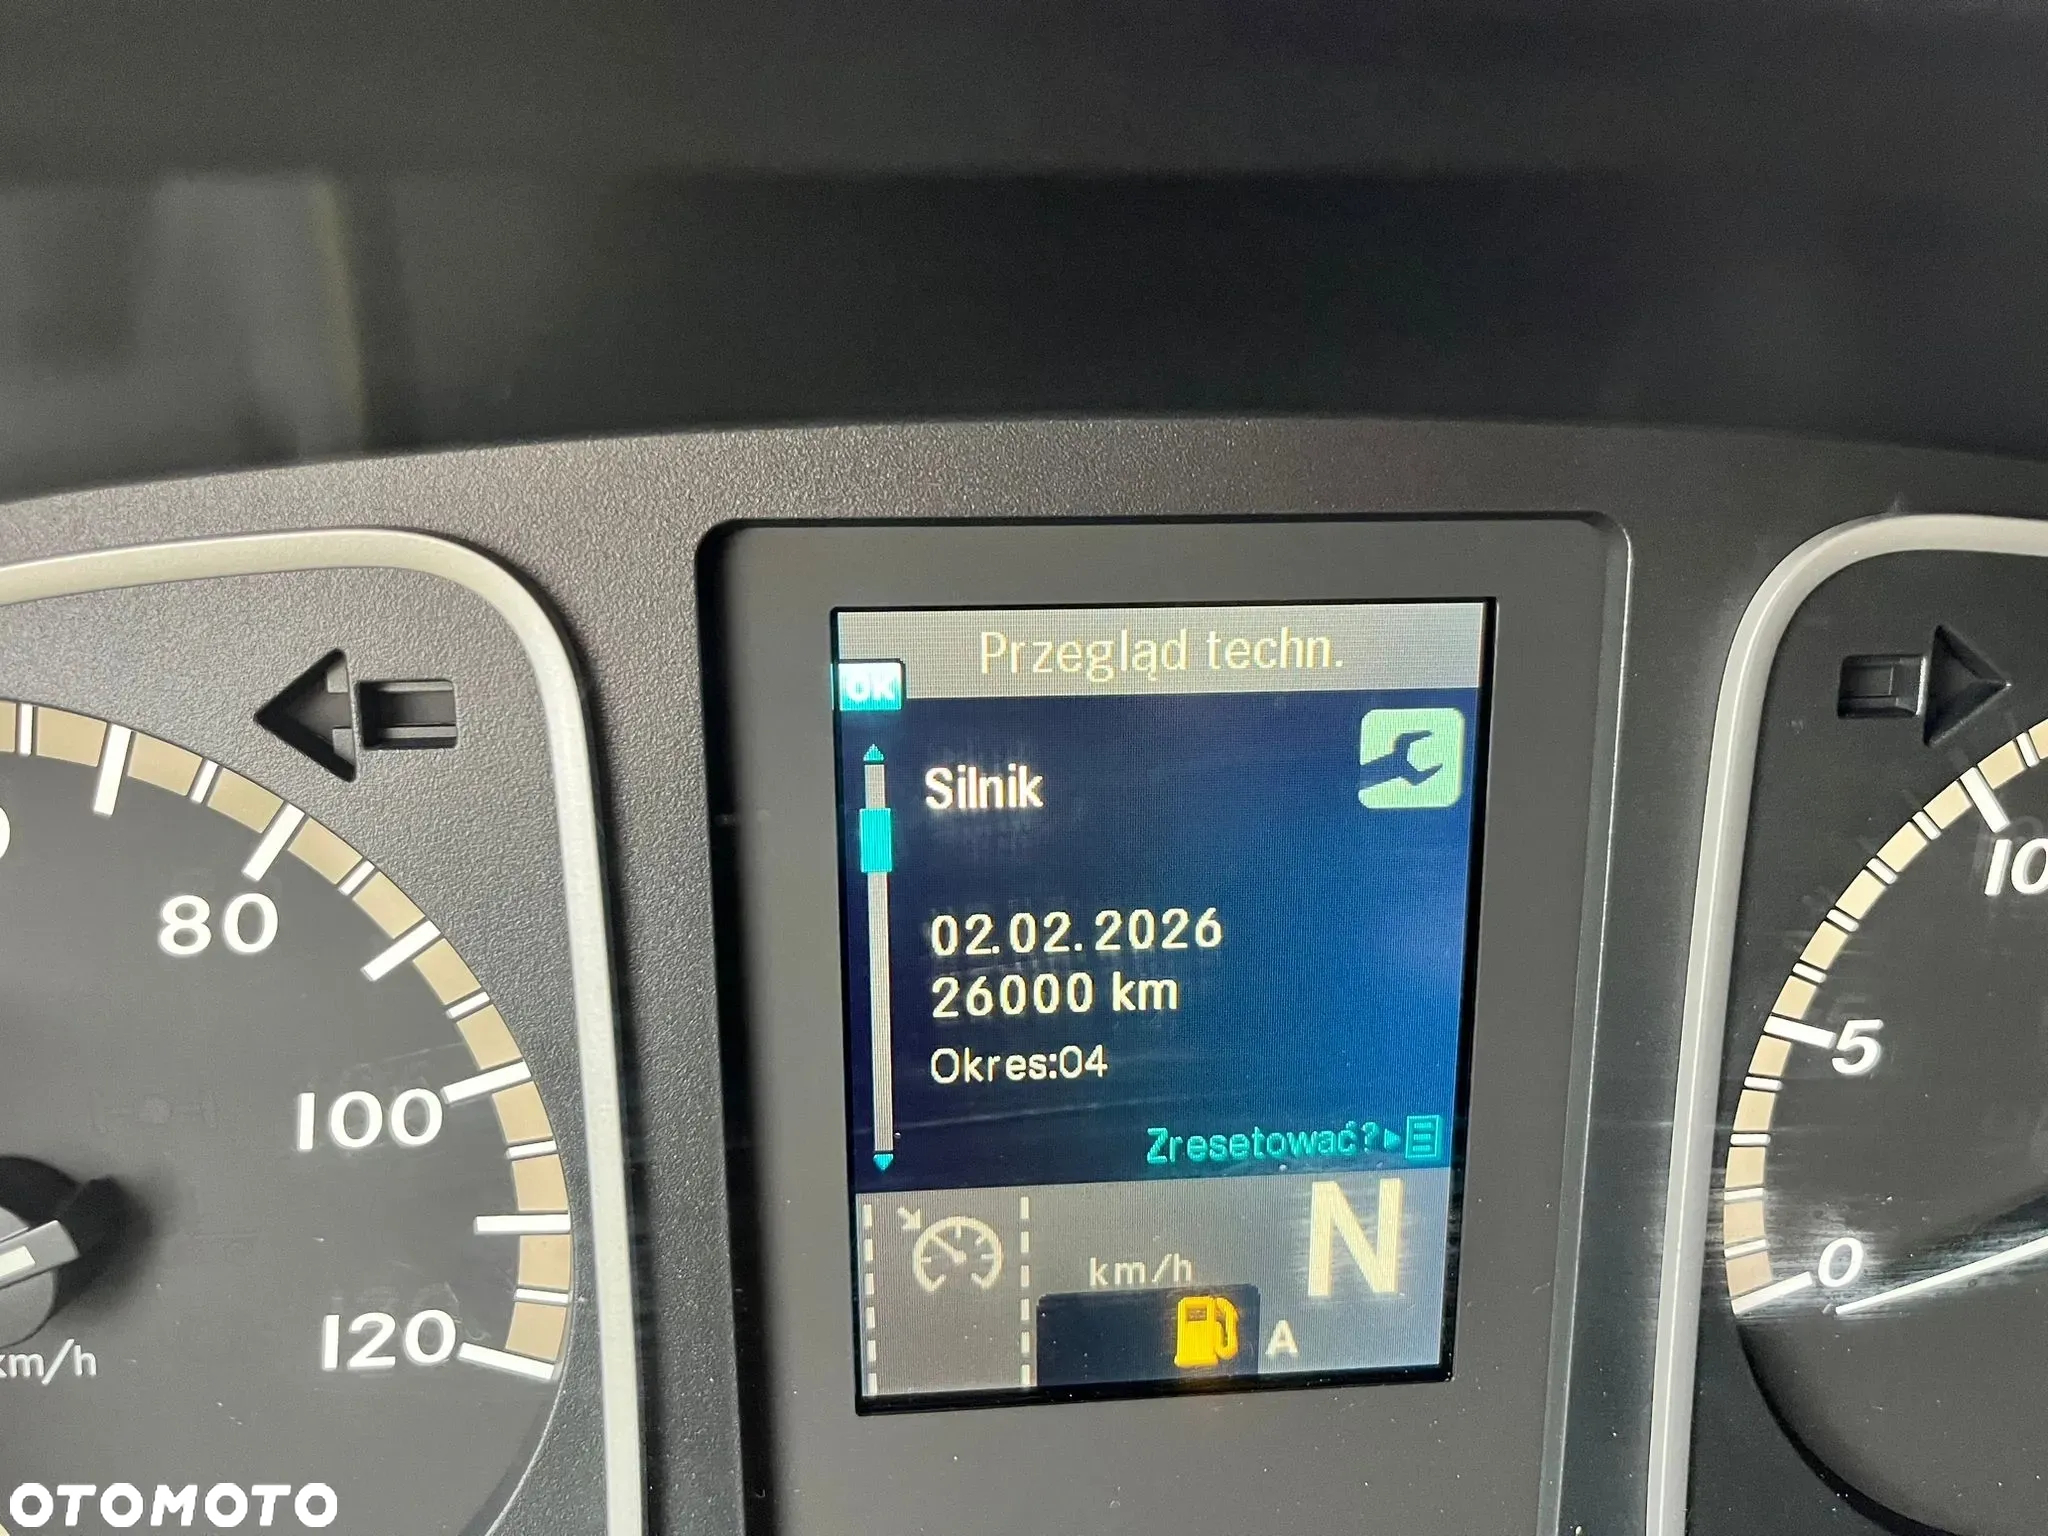 Przegląd techn.
OK
Silnik
02.02.2026
26000 km
Okres:04
Zresetować?
N
km/h
A
80
100
120
km/h
10
5
0
OTOMOTO